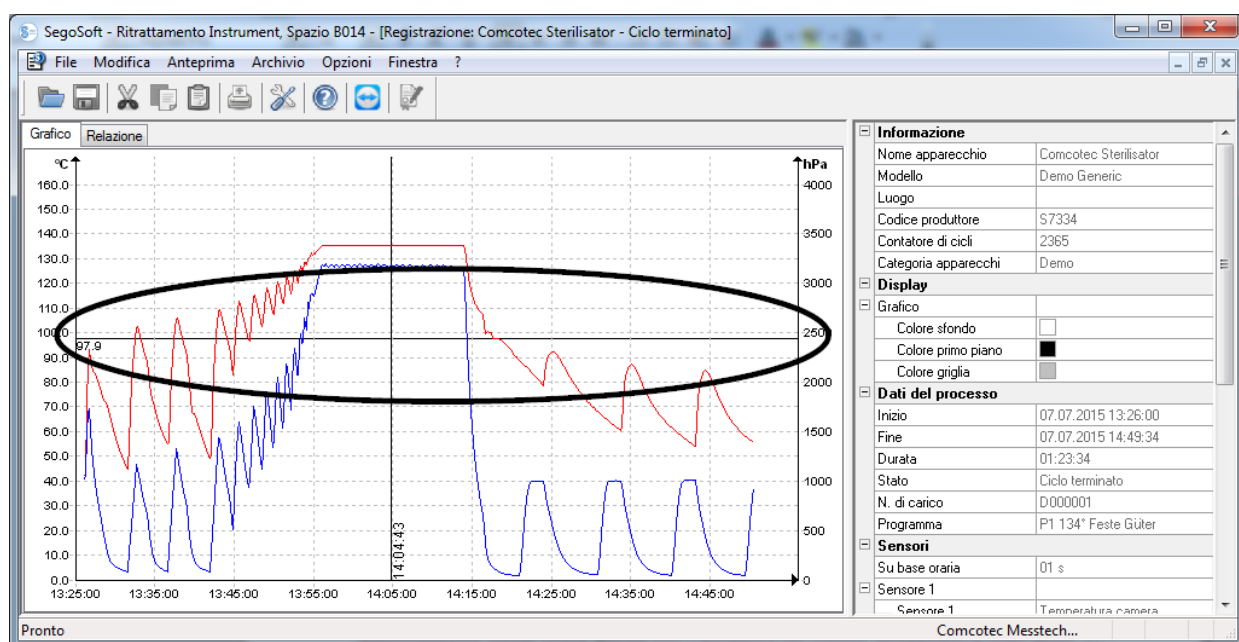 SegoSoft - Ritrattamento Instrument, Spazio B014 - [Registrazione: Comcotec Sterilisator - Ciclo terminato]
File Modifica Anteprima Archivio Opzioni Finestra ?
Grafico Relazione
°C
hPa
160.0
150.0
140.0
130.0
120.0
110.0
100.0
90.0
80.0
70.0
60.0
50.0
40.0
30.0
20.0
10.0
0.0
97.9
14:04:43
4000
3500
3000
2500
2000
1500
1000
500
0
13:25:00 13:35:00 13:45:00 13:55:00 14:05:00 14:15:00 14:25:00 14:35:00 14:45:00
Informazione
Nome apparecchio Comcotec Sterilisator
Modello Demo Generic
Luogo
Codice produttore S7334
Contatore di cicli 2365
Categoria apparecchi Demo
Display
Grafico
Colore sfondo
Colore primo piano
Colore griglia
Dati del processo
Inizio 07.07.2015 13:26:00
Fine 07.07.2015 14:49:34
Durata 01:23:34
Stato Ciclo terminato
N. di carico D000001
Programma P1 134° Feste Güter
Sensori
Su base oraria 01 s
Sensore 1
Sensore 1 Temperatura camera
Pronto
Comcotec Messtech...